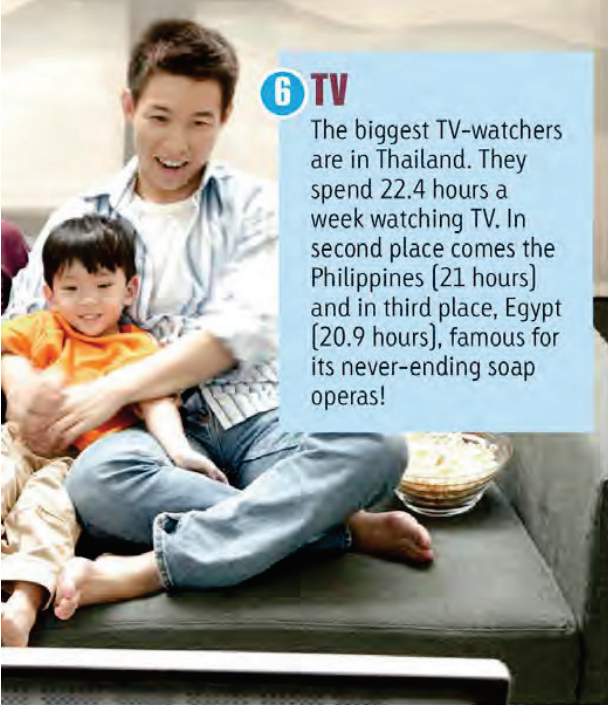 6 TV
The biggest TV-watchers
are in Thailand. They
spend 22.4 hours a
week watching TV. In
second place comes the
Philippines (21 hours)
and in third place, Egypt
(20.9 hours), famous for
its never-ending soap
operas!